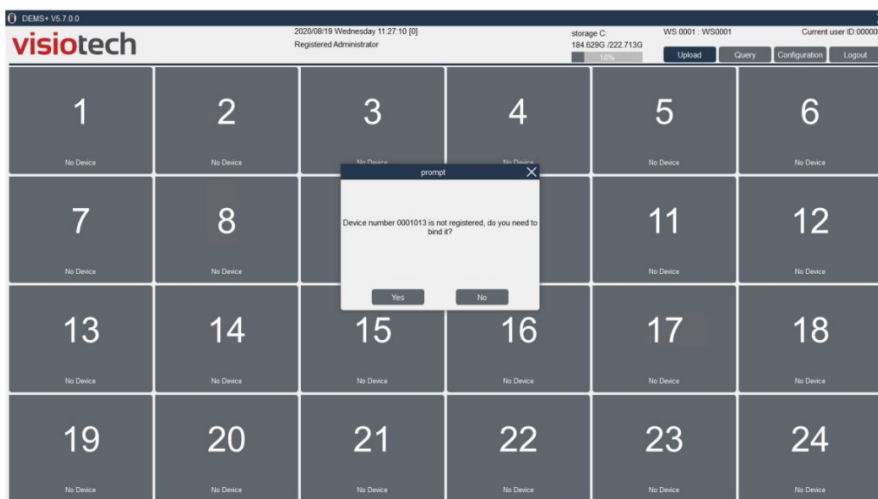 DEMS+ V5.7.0.0
visiotech
2020/08/19 Wednesday 11:27:10 [0]
Registered Administrator
storage C:
184.629G /222.713G
18%
WS 0001 : WS0001
Current user ID:00000
Upload
Query
Configuration
Logout
1
No Device
2
No Device
3
No Device
4
No Device
5
No Device
6
No Device
prompt
Device number 0001013 is not registered, do you need to
bind it?
Yes
No
7
No Device
8
No Device
11
No Device
12
No Device
13
No Device
14
No Device
15
No Device
16
No Device
17
No Device
18
No Device
19
No Device
20
No Device
21
No Device
22
No Device
23
No Device
24
No Device